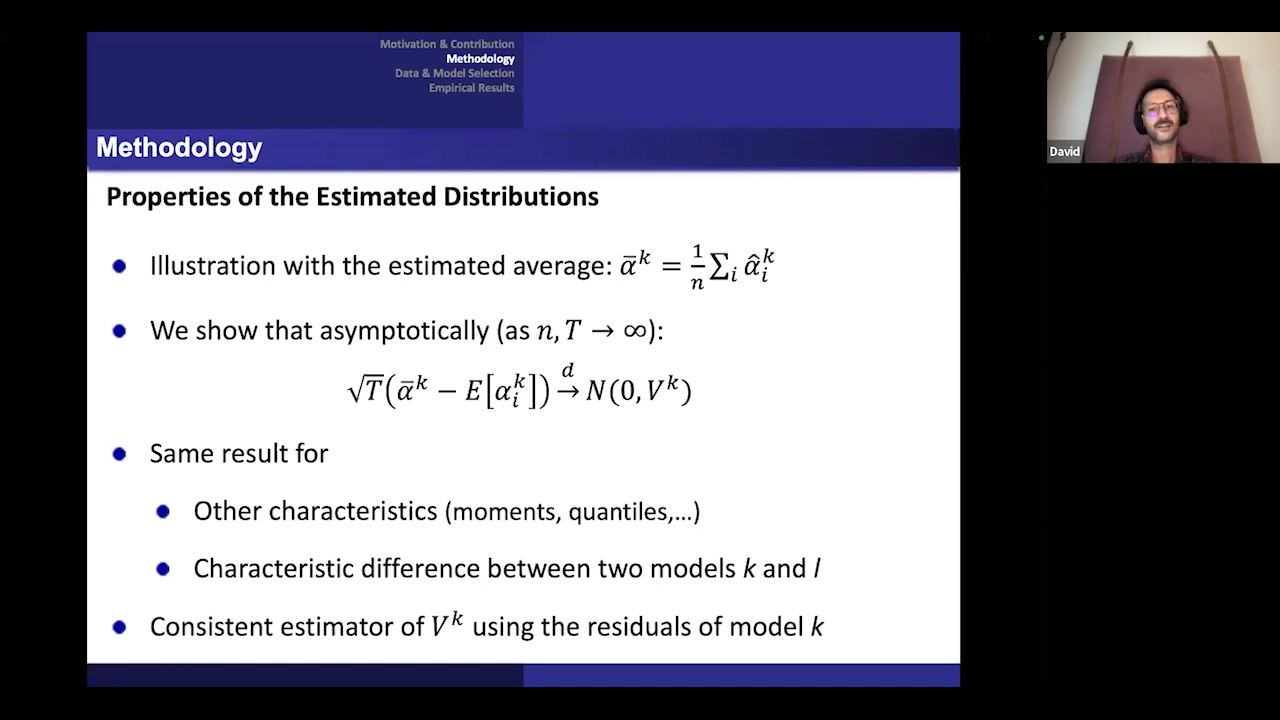 Motivation & Contribution
Methodology
Data & Model Selection
Empirical Results
Methodology
Properties of the Estimated Distributions
Illustration with the estimated average: ᾱᵏ = 1/n ∑ᵢ α̂ᵢᵏ
We show that asymptotically (as n, T → ∞):
√T(ᾱᵏ − E[αᵢᵏ]) →ᵈ N(0, Vᵏ)
Same result for
Other characteristics (moments, quantiles,…)
Characteristic difference between two models k and l
Consistent estimator of Vᵏ using the residuals of model k
David